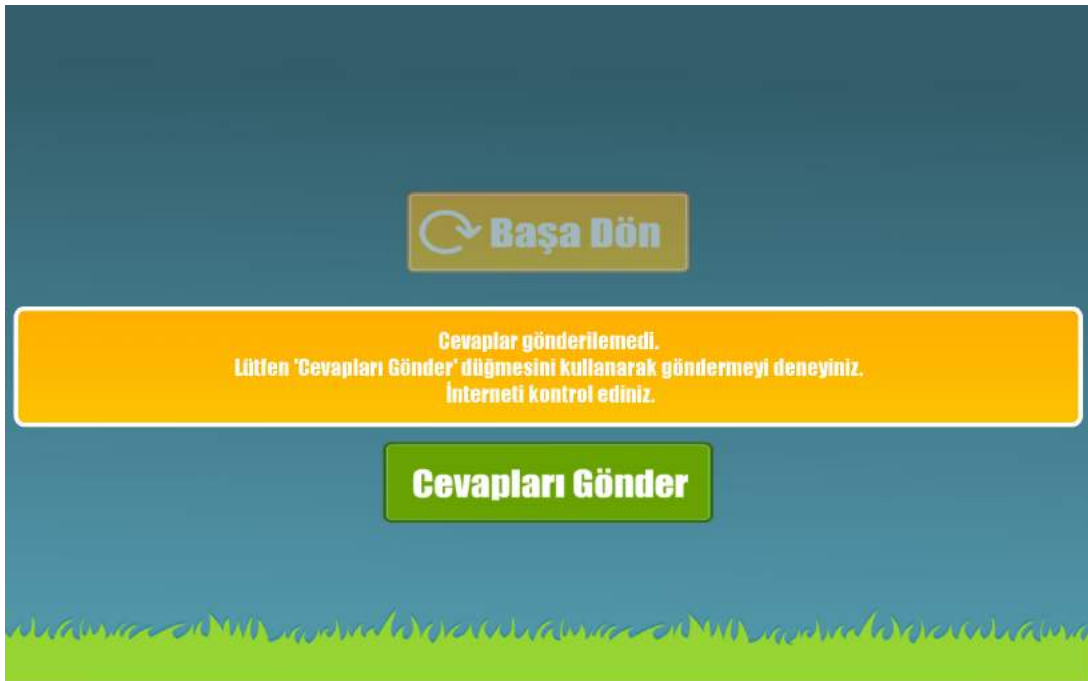 Başa Dön
Cevaplar gönderilemedi.
Lütfen 'Cevapları Gönder' düğmesini kullanarak göndermeyi deneyiniz.
İnterneti kontrol ediniz.
Cevapları Gönder